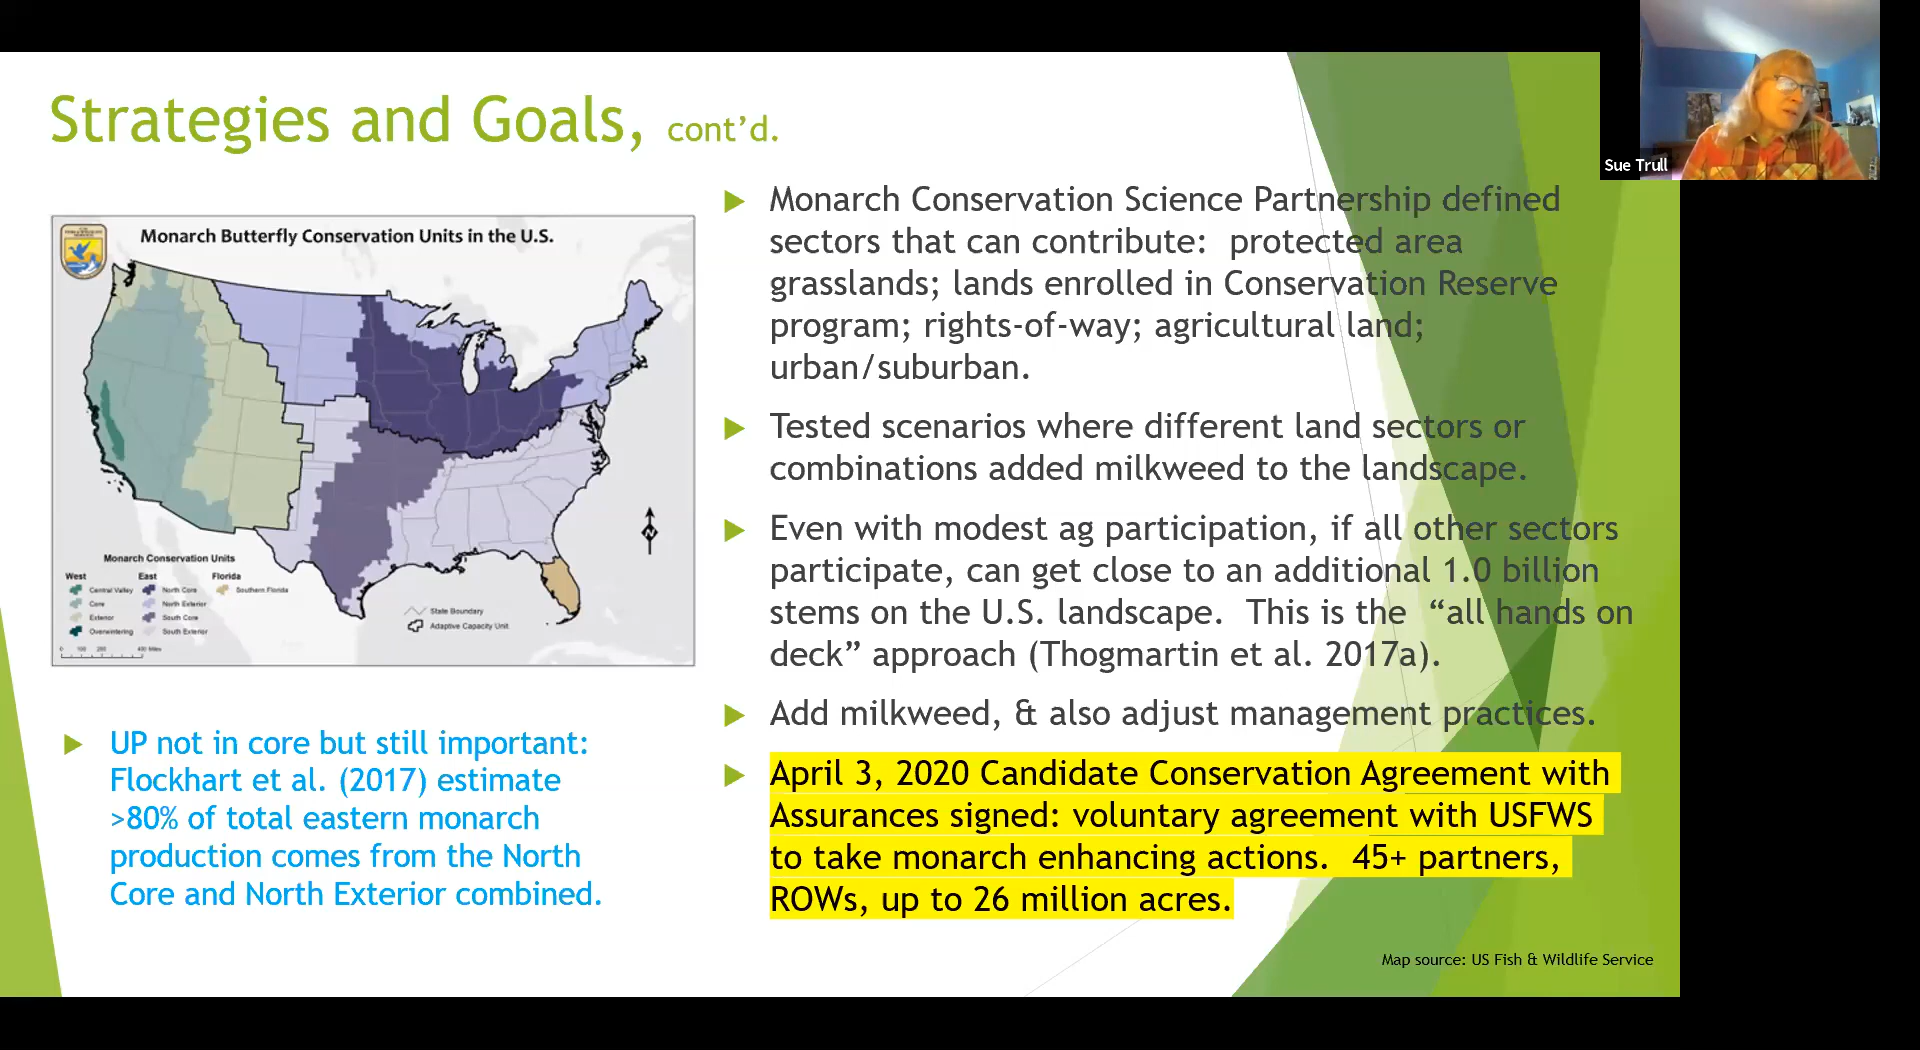 Strategies and Goals, cont'd.
Sue Trull
Monarch Butterfly Conservation Units in the U.S.
Monarch Conservation Units
West
East
Florida
Central Valley
North Core
Southern Florida
Core
North Exterior
Exterior
South Core
Overwintering
South Exterior
State Boundary
Adaptive Capacity Unit
0 100 200 400 Miles
N
▶ UP not in core but still important:
Flockhart et al. (2017) estimate
>80% of total eastern monarch
production comes from the North
Core and North Exterior combined.
▶ Monarch Conservation Science Partnership defined
sectors that can contribute: protected area
grasslands; lands enrolled in Conservation Reserve
program; rights-of-way; agricultural land;
urban/suburban.
▶ Tested scenarios where different land sectors or
combinations added milkweed to the landscape.
▶ Even with modest ag participation, if all other sectors
participate, can get close to an additional 1.0 billion
stems on the U.S. landscape. This is the “all hands on
deck” approach (Thogmartin et al. 2017a).
▶ Add milkweed, & also adjust management practices.
▶ April 3, 2020 Candidate Conservation Agreement with
Assurances signed: voluntary agreement with USFWS
to take monarch enhancing actions. 45+ partners,
ROWs, up to 26 million acres.
Map source: US Fish & Wildlife Service